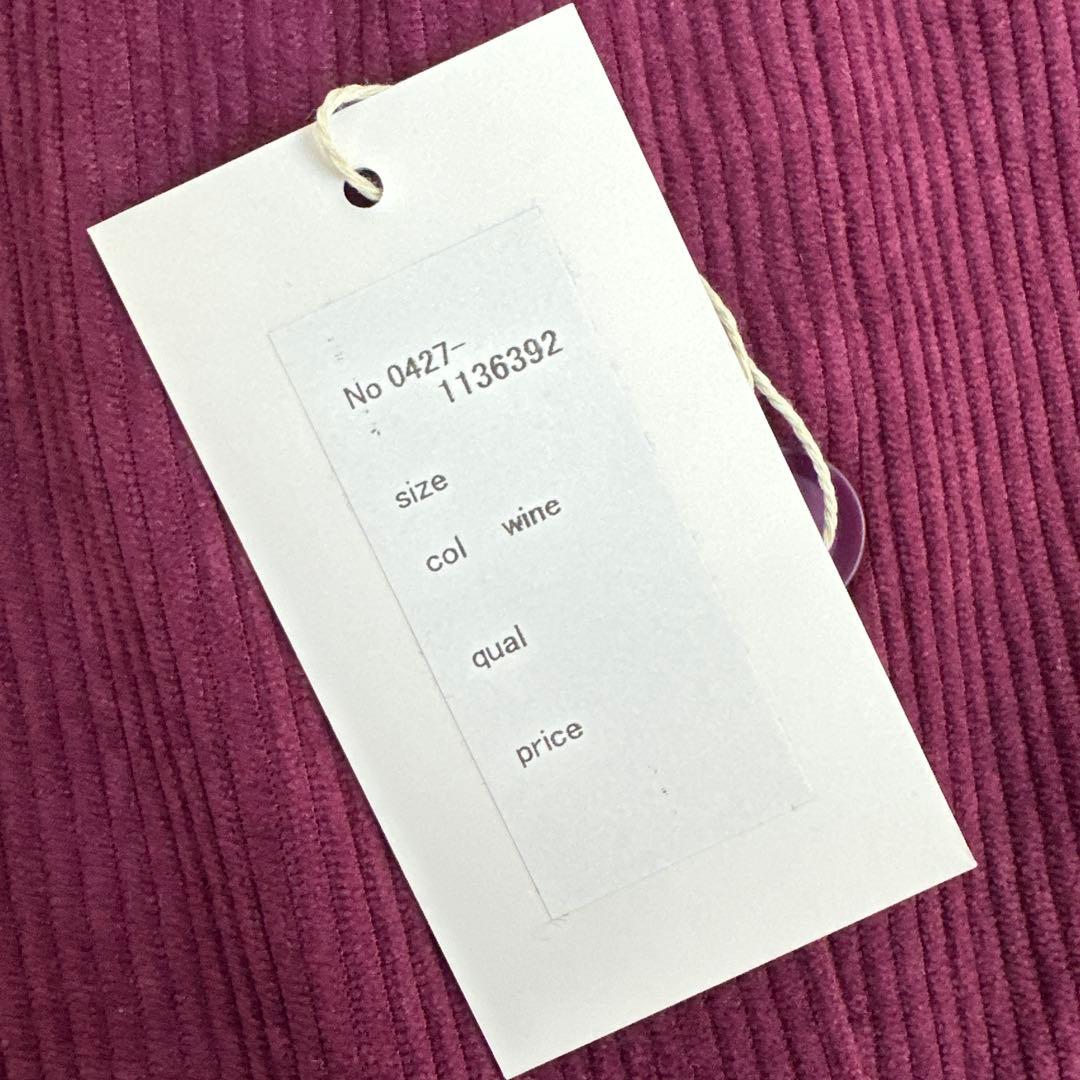 No 0427-
1136392
size
col wine
qual
price